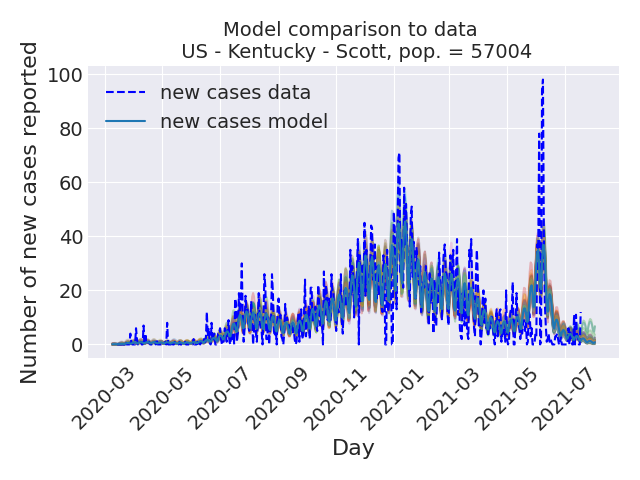 Model comparison to data
US - Kentucky - Scott, pop. = 57004
Number of new cases reported
100
80
60
40
20
0
new cases data
new cases model
2020-03
2020-05
2020-07
2020-09
2020-11
2021-01
2021-03
2021-05
2021-07
Day